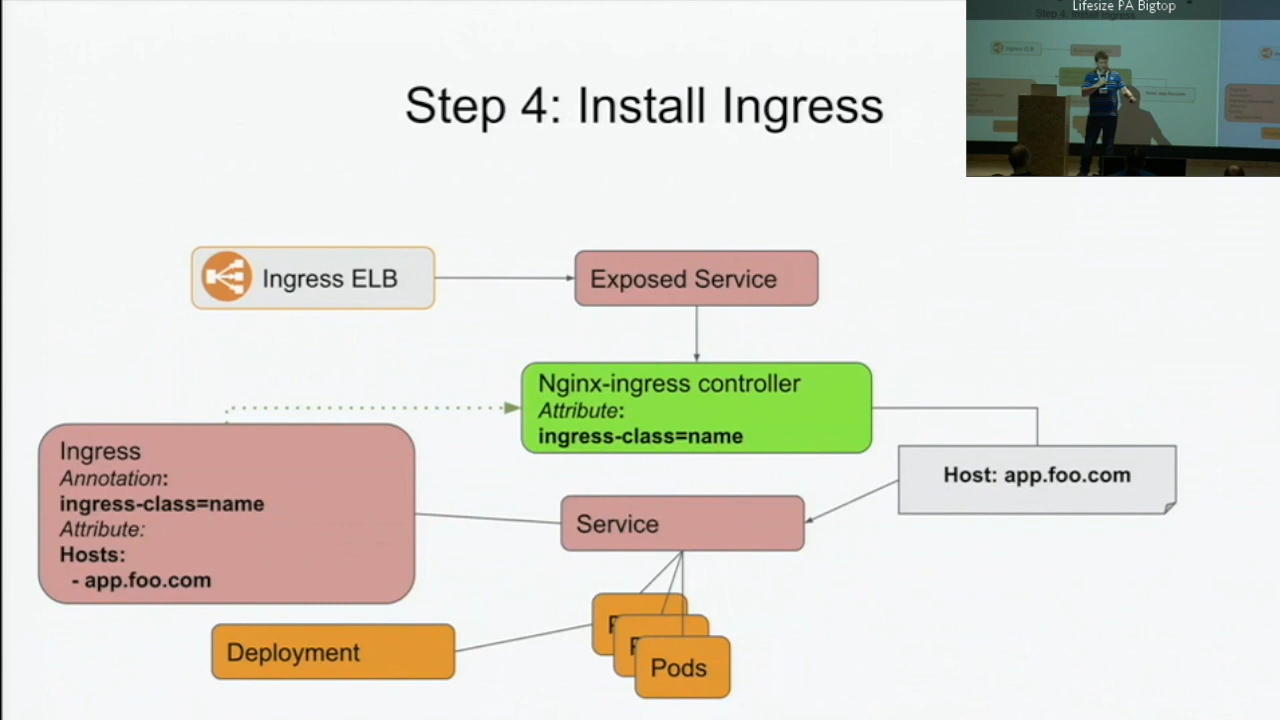 Lifesize PA Bigtop
Step 4: Install Ingress
Ingress ELB
Exposed Service
Nginx-ingress controller
Attribute:
ingress-class=name
Ingress
Annotation:
ingress-class=name
Attribute:
Hosts:
- app.foo.com
Host: app.foo.com
Service
Deployment
P
P
Pods